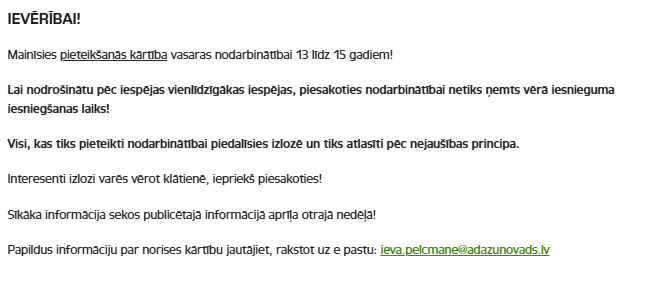 IEVĒRĪBAI!
Mainīsies pieteikšanās kārtība vasaras nodarbinātībai 13 līdz 15 gadiem!
Lai nodrošinātu pēc iespējas vienlīdzīgākas iespējas, piesakoties nodarbinātībai netiks ņemts vērā iesnieguma
iesniegšanas laiks!
Visi, kas tiks pieteikti nodarbinātībai piedalīsies izlozē un tiks atlasīti pēc nejaušības principa.
Interesenti izlozi varēs vērot klātienē, iepriekš piesakoties!
Sīkāka informācija sekos publicētajā informācijā aprīļa otrajā nedēļā!
Papildus informāciju par norises kārtību jautājiet, rakstot uz e pastu: ieva.pelcmane@adazunovads.lv